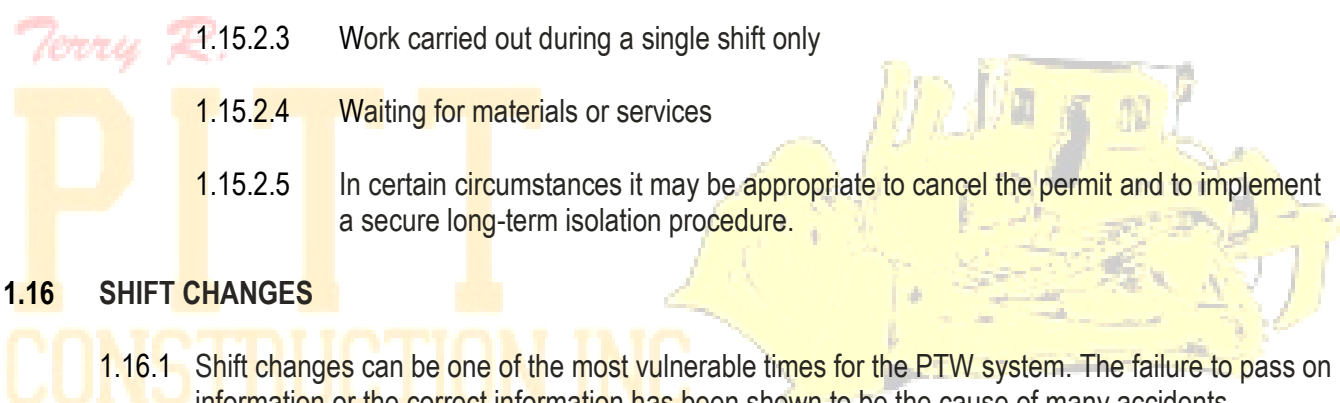 Terry R.
PITT
CONSTRUCTION INC
1.15.2.3 Work carried out during a single shift only
1.15.2.4 Waiting for materials or services
1.15.2.5 In certain circumstances it may be appropriate to cancel the permit and to implement
a secure long-term isolation procedure.
1.16 SHIFT CHANGES
1.16.1 Shift changes can be one of the most vulnerable times for the PTW system. The failure to pass on
information or the correct information has been shown to be the cause of many accidents.